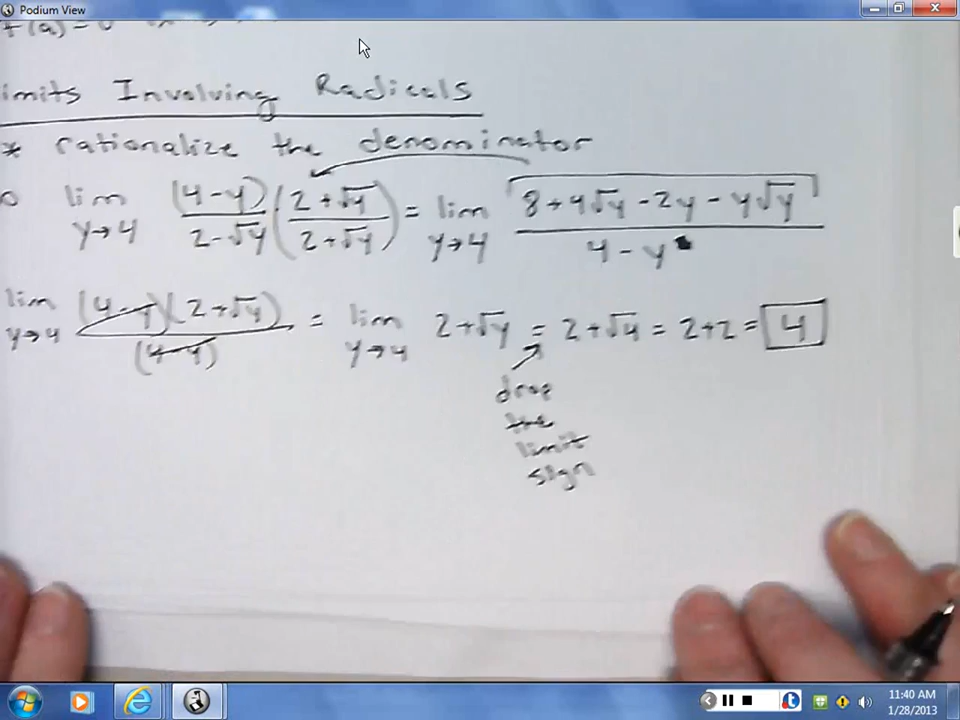 Podium View
f(a)=0
imits Involving Radicals
* rationalize the denominator
lim y→4 (4-y)/(2-√y) (2+√y)/(2+√y) = lim y→4 (8+4√y-2y-y√y)/(4-y)
lim y→4 (4-y)(2+√y)/(4-y) = lim y→4 2+√y = 2+√4 = 2+2 = 4
drop
the
limit
sign
11:40 AM
1/28/2013